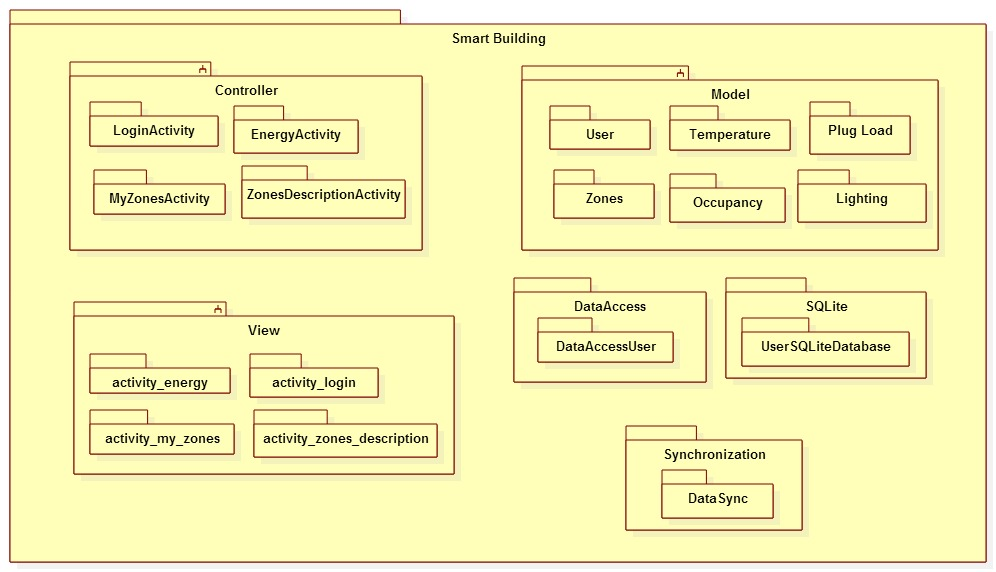 Smart Building
Controller
LoginActivity
EnergyActivity
MyZonesActivity
ZonesDescriptionActivity
Model
User
Temperature
Plug Load
Zones
Occupancy
Lighting
View
activity_energy
activity_login
activity_my_zones
activity_zones_description
DataAccess
DataAccessUser
SQLite
UserSQLiteDatabase
Synchronization
DataSync